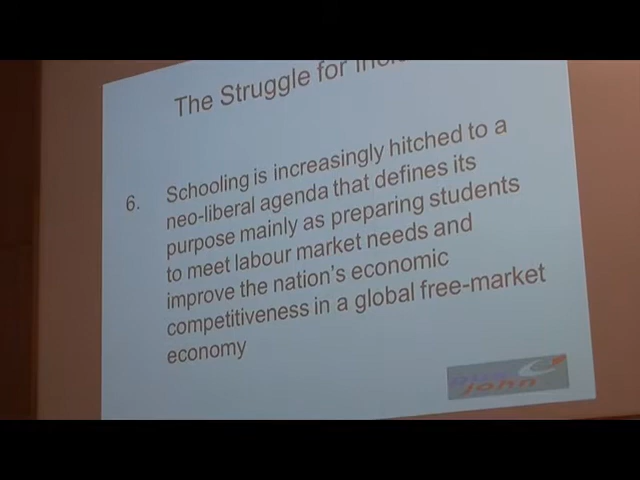 The Struggle for
6. Schooling is increasingly hitched to a
neo-liberal agenda that defines its
purpose mainly as preparing students
to meet labour market needs and
improve the nation's economic
competitiveness in a global free-market
economy
john